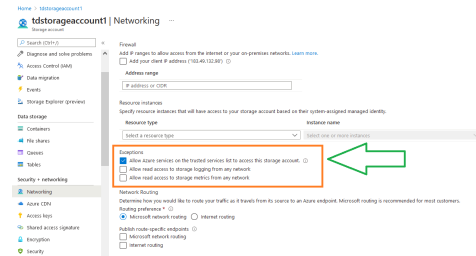 Home > tdstorageaccount1
tdstorageaccount1 | Networking ...
Storage account
Search (Ctrl+/)
Diagnose and solve problems
Access Control (IAM)
Data migration
Events
Storage Explorer (preview)
Data storage
Containers
File shares
Queues
Tables
Security + networking
Networking
Azure CDN
Access keys
Shared access signature
Encryption
Security
Firewall
Add IP ranges to allow access from the internet or your on-premises networks. Learn more.
Add your client IP address ('183.49.132.98')
Address range
IP address or CIDR
Resource instances
Specify resource instances that will have access to your storage account based on their system-assigned managed identity.
Resource type
Instance name
Select a resource type
Select one or more instances
Exceptions
Allow Azure services on the trusted services list to access this storage account.
Allow read access to storage logging from any network
Allow read access to storage metrics from any network
Network Routing
Determine how you would like to route your traffic as it travels from its source to an Azure endpoint. Microsoft routing is recommended for most customers.
Routing preference *
Microsoft network routing
Internet routing
Publish route-specific endpoints
Microsoft network routing
Internet routing